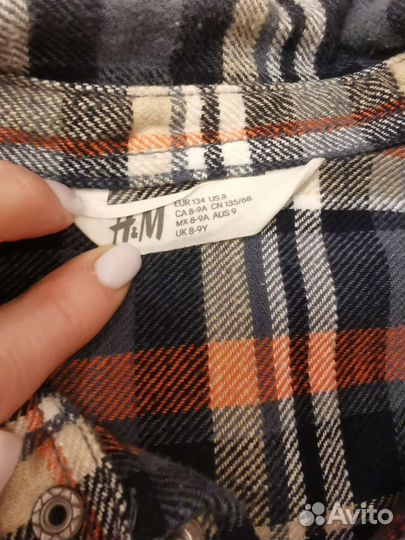 H&M
EUR 134 US 8
CA 8-9A CN 135/68
MX 8-9A AUS 9
UK 8-9Y
Avito